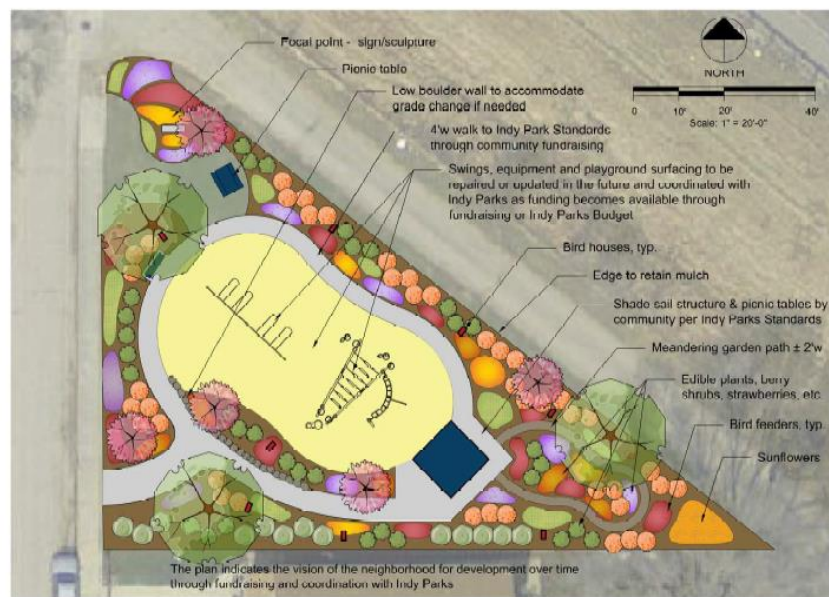 Focal point - sign/sculpture
Picnic table
Low boulder wall to accommodate
grade change if needed
4'w walk to Indy Park Standards
through community fundraising
Swings, equipment and playground surfacing to be
repaired or updated in the future and coordinated with
Indy Parks as funding becomes available through
fundraising or Indy Parks Budget
NORTH
0 10' 20' 40'
Scale: 1" = 20'-0"
Bird houses, typ.
Edge to retain mulch
Shade sail structure & picnic tables by
community per Indy Parks Standards
Meandering garden path ± 2'w
Edible plants, berry
shrubs, strawberries, etc.
Bird feeders, typ.
Sunflowers
The plan indicates the vision of the neighborhood for development over time
through fundraising and coordination with Indy Parks